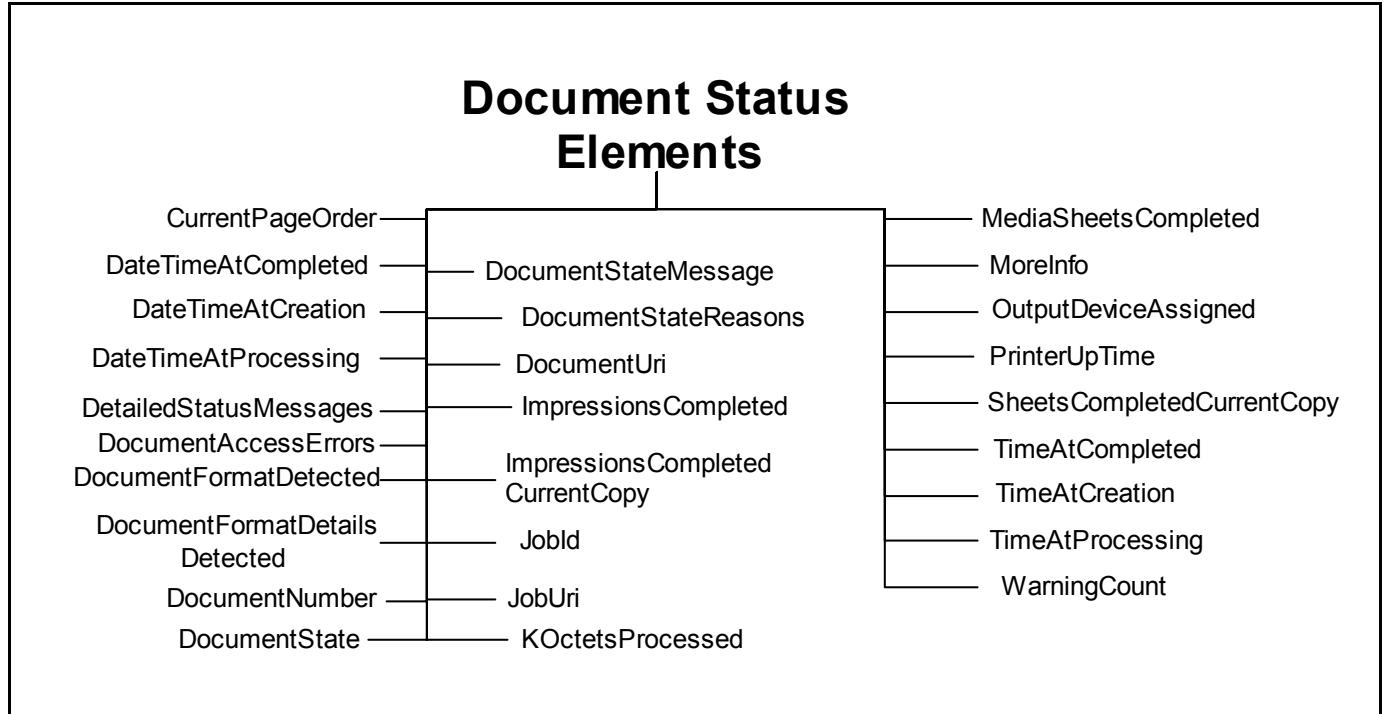 Document Status
Elements
CurrentPageOrder
DateTimeAtCompleted
DateTimeAtCreation
DateTimeAtProcessing
DetailedStatusMessages
DocumentAccessErrors
DocumentFormatDetected
DocumentFormatDetails
Detected
DocumentNumber
DocumentState
DocumentStateMessage
DocumentStateReasons
DocumentUri
ImpressionsCompleted
ImpressionsCompleted
CurrentCopy
JobId
JobUri
KOctetsProcessed
MediaSheetsCompleted
MoreInfo
OutputDeviceAssigned
PrinterUpTime
SheetsCompletedCurrentCopy
TimeAtCompleted
TimeAtCreation
TimeAtProcessing
WarningCount